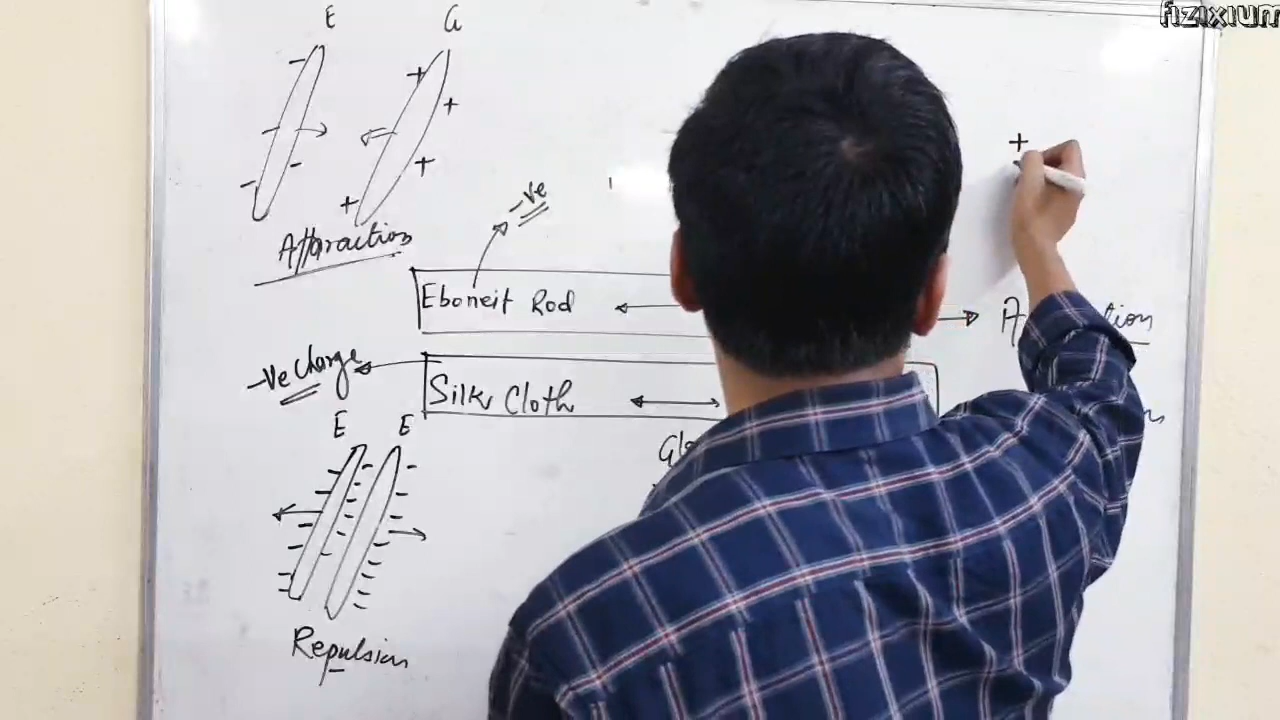 fizixium
E G
Attraction
-ve
Eboneit Rod
-ve charge
Silk Cloth
E E
Repulsion